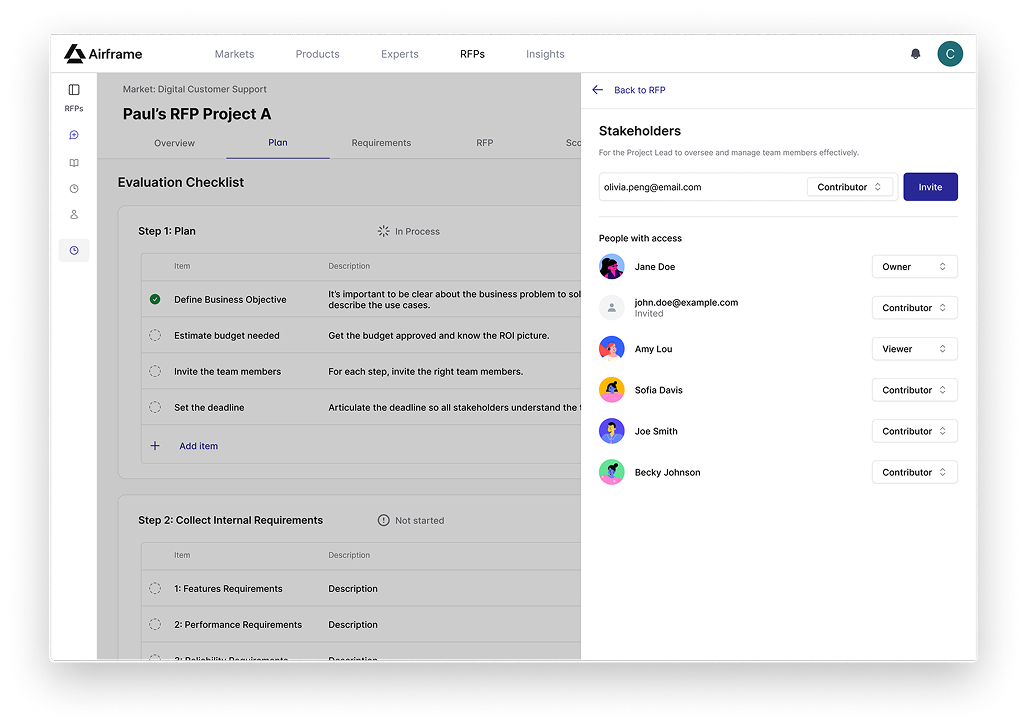 Airframe
Markets
Products
Experts
RFPs
Insights
C
RFPs
Market: Digital Customer Support
Paul’s RFP Project A
Overview
Plan
Requirements
RFP
Sco
Evaluation Checklist
Step 1: Plan
In Process
Item
Description
Define Business Objective
It’s important to be clear about the business problem to sol
describe the use cases.
Estimate budget needed
Get the budget approved and know the ROI picture.
Invite the team members
For each step, invite the right team members.
Set the deadline
Articulate the deadline so all stakeholders understand the
Add item
Step 2: Collect Internal Requirements
Not started
Item
Description
1: Features Requirements
Description
2: Performance Requirements
Description
3: Reliability Requirements
Description
Back to RFP
Stakeholders
For the Project Lead to oversee and manage team members effectively.
olivia.peng@email.com
Contributor
Invite
People with access
Jane Doe
Owner
john.doe@example.com
Invited
Contributor
Amy Lou
Viewer
Sofia Davis
Contributor
Joe Smith
Contributor
Becky Johnson
Contributor